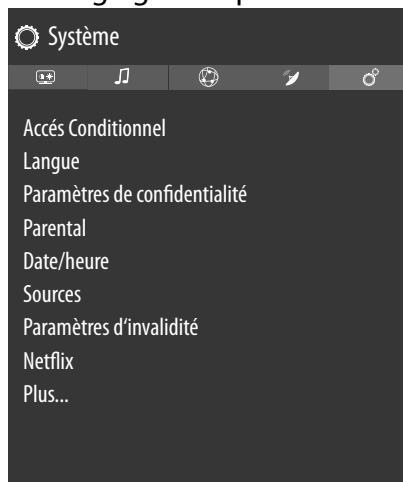 Système
Accés Conditionnel
Langue
Paramètres de confidentialité
Parental
Date/heure
Sources
Paramètres d'invalidité
Netflix
Plus...